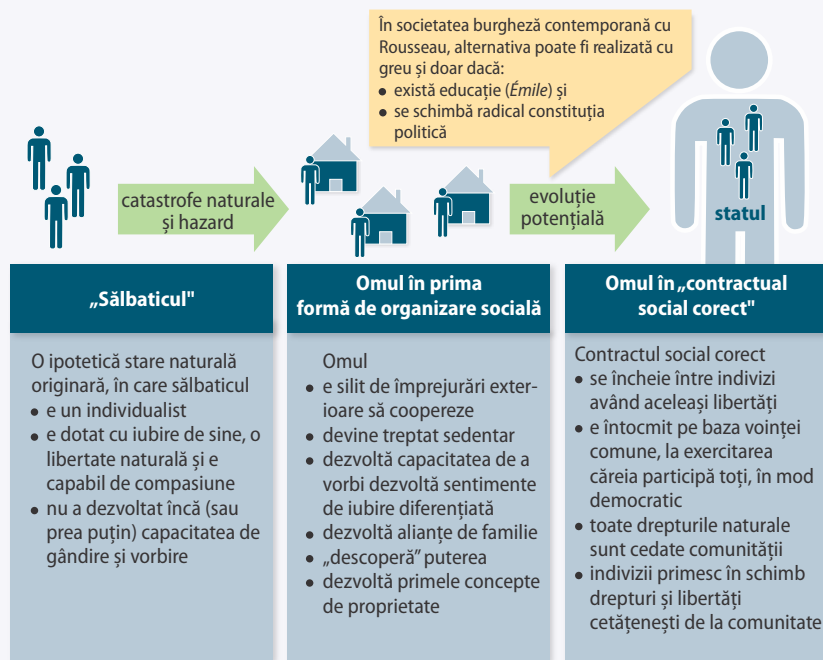 În societatea burgheză contemporană cu
Rousseau, alternativa poate fi realizată cu
greu și doar dacă:
● există educație (Émile) și
● se schimbă radical constituția
politică
catastrofe naturale
și hazard
evoluție
potențială
statul
„Sălbaticul"
O ipotetică stare naturală
originară, în care sălbaticul
● e un individualist
● e dotat cu iubire de sine, o
libertate naturală și e
capabil de compasiune
● nu a dezvoltat încă (sau
prea puțin) capacitatea de
gândire și vorbire
Omul în prima
formă de organizare socială
Omul
● e silit de împrejurări exter-
ioare să coopereze
● devine treptat sedentar
● dezvoltă capacitatea de a
vorbi dezvoltă sentimente
de iubire diferențiată
● dezvoltă alianțe de familie
● „descoperă” puterea
● dezvoltă primele concepte
de proprietate
Omul în „contractual
social corect"
Contractul social corect
● se încheie între indivizi
având aceleași libertăți
● e întocmit pe baza voinței
comune, la exercitarea
căreia participă toți, în mod
democratic
● toate drepturile naturale
sunt cedate comunității
● indivizii primesc în schimb
drepturi și libertăți
cetățenești de la comunitate